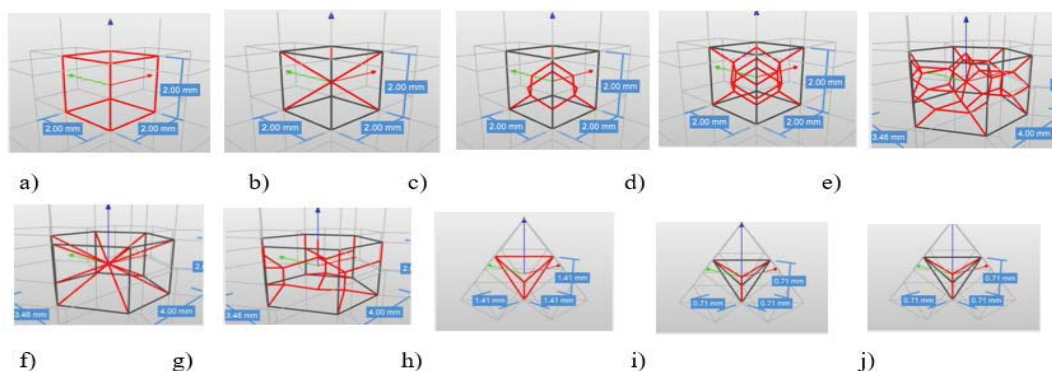 2.00 mm 2.00 mm 2.00 mm 2.00 mm
2.00 mm 2.00 mm 2.00 mm 2.00 mm 2.00 mm 2.00 mm 2.00 mm 2.00 mm 3.46 mm 4.00 mm
a) b) c) d) e)
1.41 mm 0.71 mm 0.71 mm
1.41 mm 1.41 mm 0.71 mm 0.71 mm 0.71 mm 0.71 mm
3.46 mm 4.00 mm 3.46 mm 4.00 mm
f) g) h) i) j)